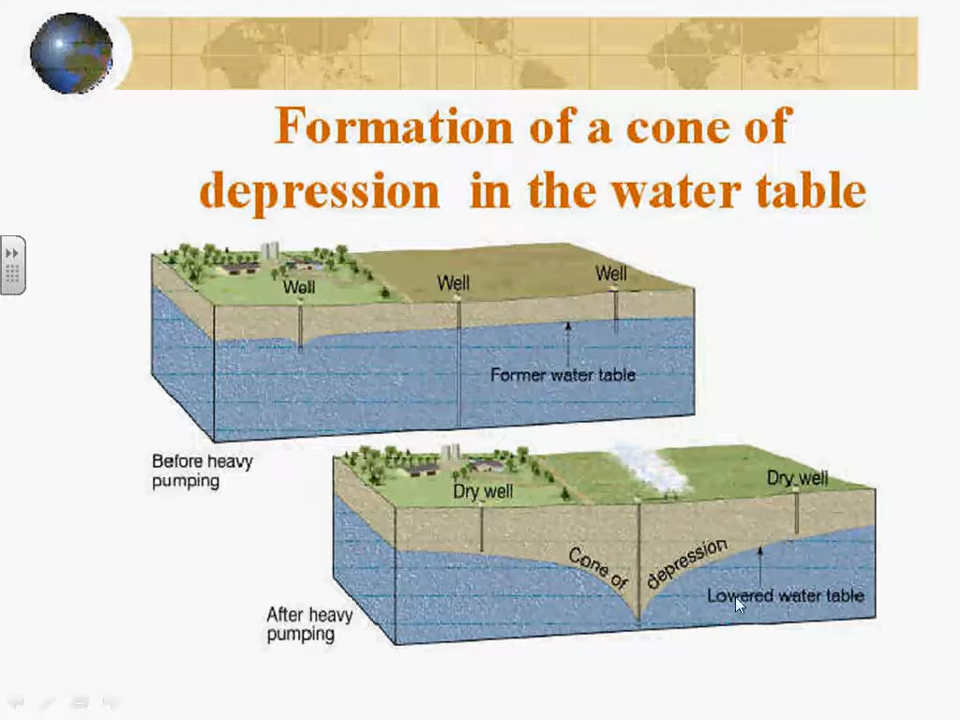 Formation of a cone of
depression in the water table
Well
Well
Well
Former water table
Before heavy
pumping
Dry well
Dry well
Cone of depression
Lowered water table
After heavy
pumping